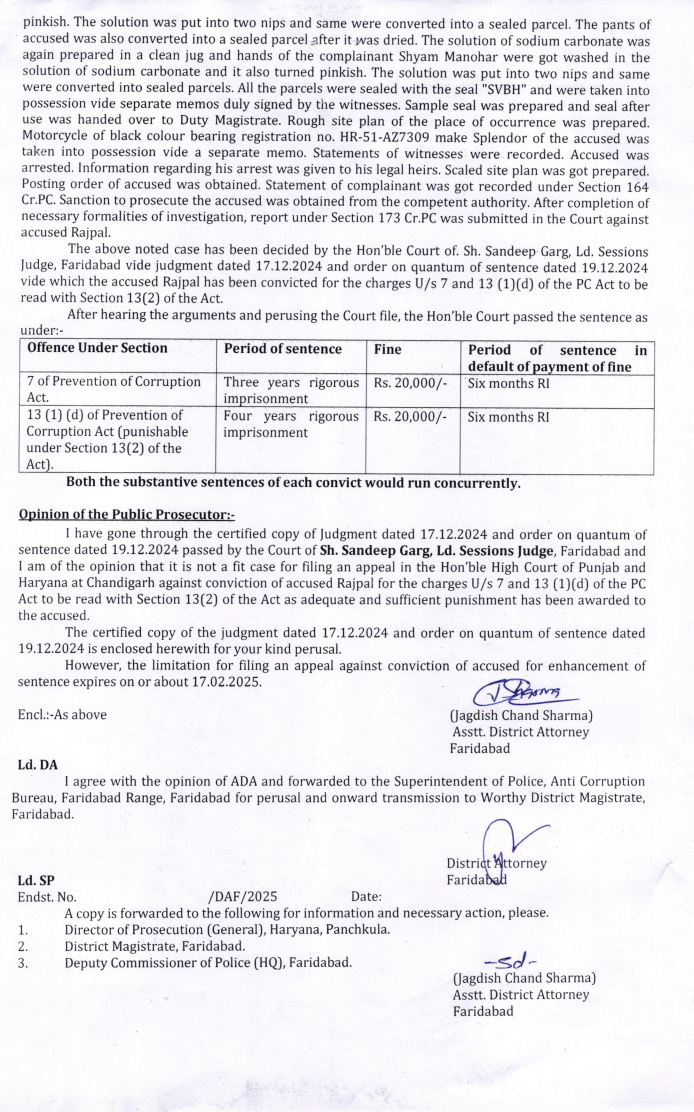 pinkish. The solution was put into two nips and same were converted into a sealed parcel. The pants of
accused was also converted into a sealed parcel after it was dried. The solution of sodium carbonate was
again prepared in a clean jug and hands of the complainant Shyam Manohar were got washed in the
solution of sodium carbonate and it also turned pinkish. The solution was put into two nips and same
were converted into sealed parcels. All the parcels were sealed with the seal "SVBH" and were taken into
possession vide separate memos duly signed by the witnesses. Sample seal was prepared and seal after
use was handed over to Duty Magistrate. Rough site plan of the place of occurrence was prepared.
Motorcycle of black colour bearing registration no. HR-51-AZ7309 make Splendor of the accused was
taken into possession vide a separate memo. Statements of witnesses were recorded. Accused was
arrested. Information regarding his arrest was given to his legal heirs. Scaled site plan was got prepared.
Posting order of accused was obtained. Statement of complainant was got recorded under Section 164
Cr.PC. Sanction to prosecute the accused was obtained from the competent authority. After completion of
necessary formalities of investigation, report under Section 173 Cr.PC was submitted in the Court against
accused Rajpal.
The above noted case has been decided by the Hon'ble Court of. Sh. Sandeep Garg, Ld. Sessions
Judge, Faridabad vide judgment dated 17.12.2024 and order on quantum of sentence dated 19.12.2024
vide which the accused Rajpal has been convicted for the charges U/s 7 and 13 (1)(d) of the PC Act to be
read with Section 13(2) of the Act.
After hearing the arguments and perusing the Court file, the Hon'ble Court passed the sentence as
under:-
Offence Under Section Period of sentence Fine Period of sentence in
default of payment of fine
7 of Prevention of Corruption Three years rigorous Rs. 20,000/- Six months RI
Act. imprisonment
13 (1) (d) of Prevention of Four years rigorous Rs. 20,000/- Six months RI
Corruption Act (punishable imprisonment
under Section 13(2) of the
Act).
Both the substantive sentences of each convict would run concurrently.
Opinion of the Public Prosecutor:-
I have gone through the certified copy of Judgment dated 17.12.2024 and order on quantum of
sentence dated 19.12.2024 passed by the Court of Sh. Sandeep Garg, Ld. Sessions Judge, Faridabad and
I am of the opinion that it is not a fit case for filing an appeal in the Hon'ble High Court of Punjab and
Haryana at Chandigarh against conviction of accused Rajpal for the charges U/s 7 and 13 (1)(d) of the PC
Act to be read with Section 13(2) of the Act as adequate and sufficient punishment has been awarded to
the accused.
The certified copy of the judgment dated 17.12.2024 and order on quantum of sentence dated
19.12.2024 is enclosed herewith for your kind perusal.
However, the limitation for filing an appeal against conviction of accused for enhancement of
sentence expires on or about 17.02.2025.
Encl.:-As above (Jagdish Chand Sharma)
Asstt. District Attorney
Faridabad
Ld. DA
I agree with the opinion of ADA and forwarded to the Superintendent of Police, Anti Corruption
Bureau, Faridabad Range, Faridabad for perusal and onward transmission to Worthy District Magistrate,
Faridabad.
District Attorney
Faridabad
Ld. SP
Endst. No. /DAF/2025 Date:
A copy is forwarded to the following for information and necessary action, please.
1. Director of Prosecution (General), Haryana, Panchkula.
2. District Magistrate, Faridabad.
3. Deputy Commissioner of Police (HQ), Faridabad.
-Sd-
(Jagdish Chand Sharma)
Asstt. District Attorney
Faridabad